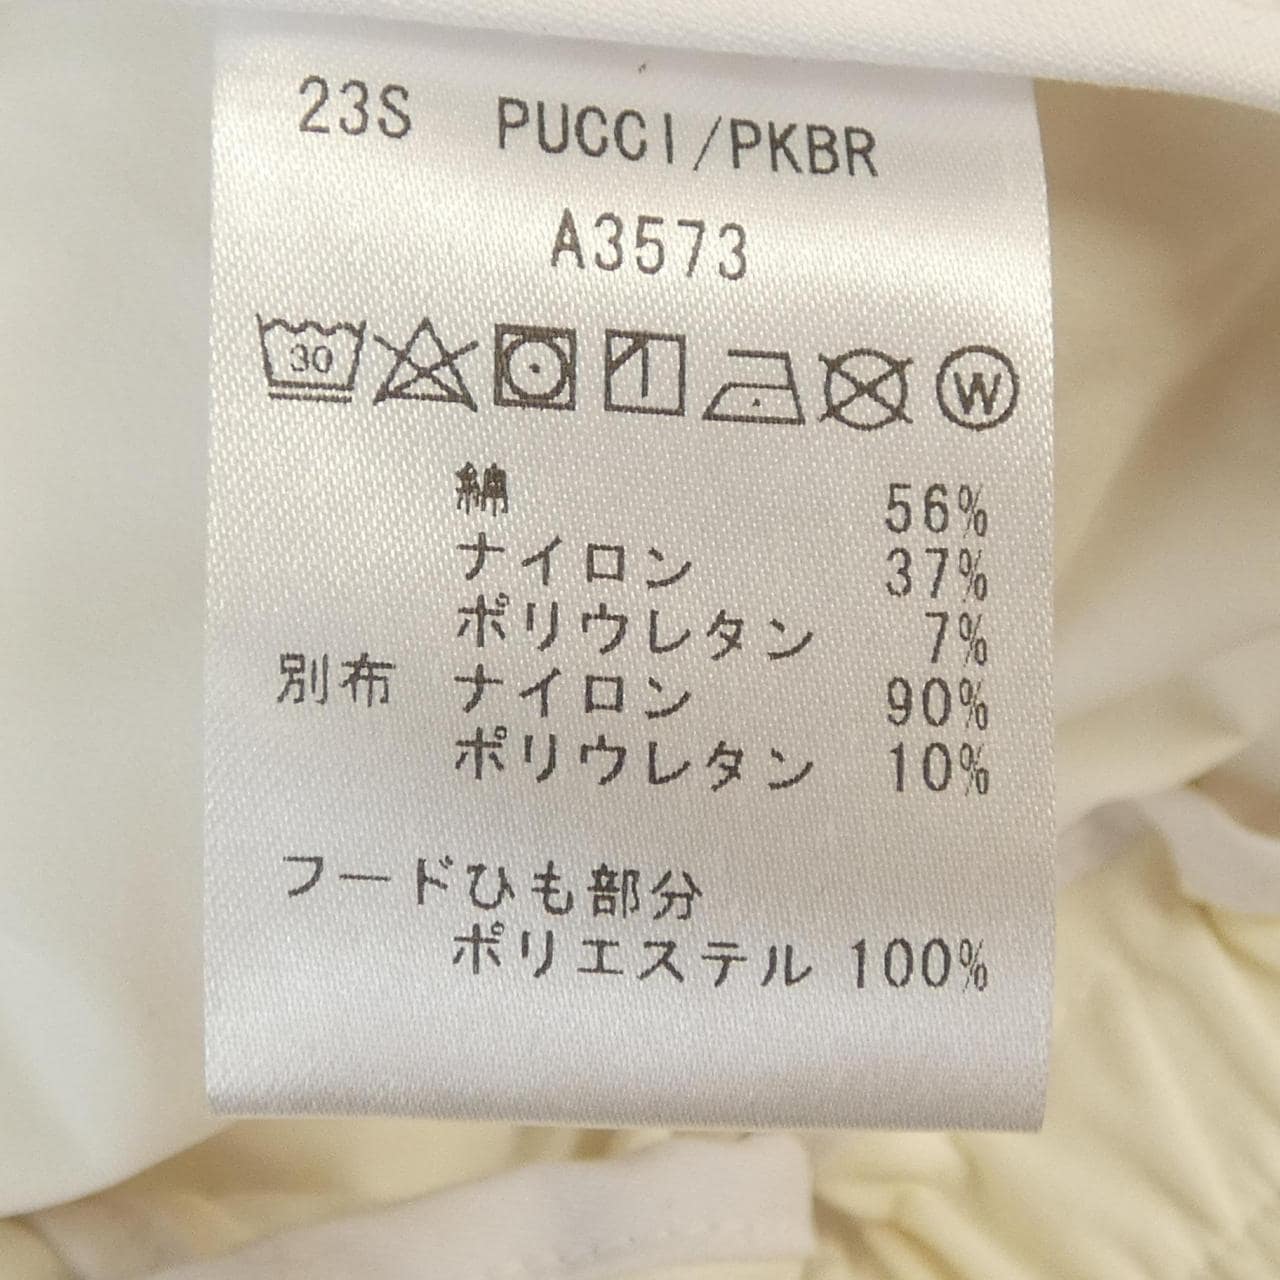 23S PUCCI/PKBR
A3573
30 W
綿 56%
ナイロン 37%
ポリウレタン 7%
別布 ナイロン 90%
ポリウレタン 10%
フードひも部分
ポリエステル 100%